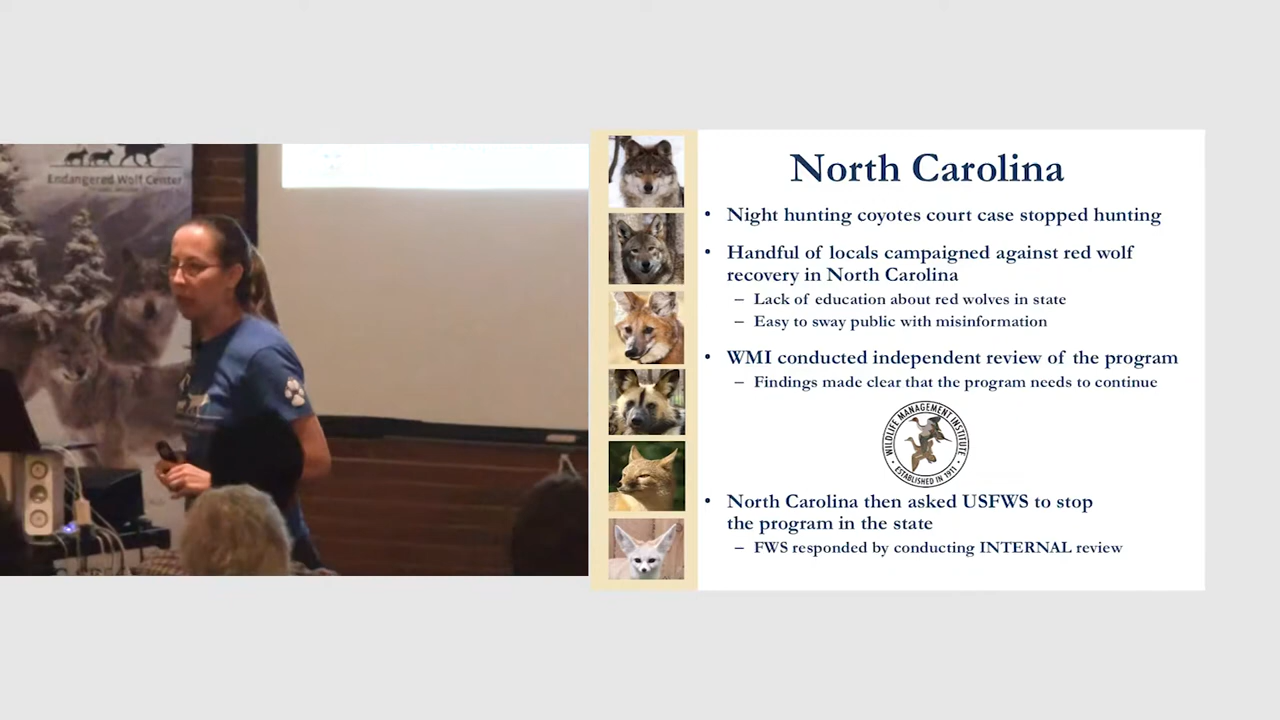 Endangered Wolf Center
North Carolina
• Night hunting coyotes court case stopped hunting
• Handful of locals campaigned against red wolf
recovery in North Carolina
– Lack of education about red wolves in state
– Easy to sway public with misinformation
• WMI conducted independent review of the program
– Findings made clear that the program needs to continue
WILDLIFE MANAGEMENT INSTITUTE
• ESTABLISHED IN 1911 •
• North Carolina then asked USFWS to stop
the program in the state
– FWS responded by conducting INTERNAL review